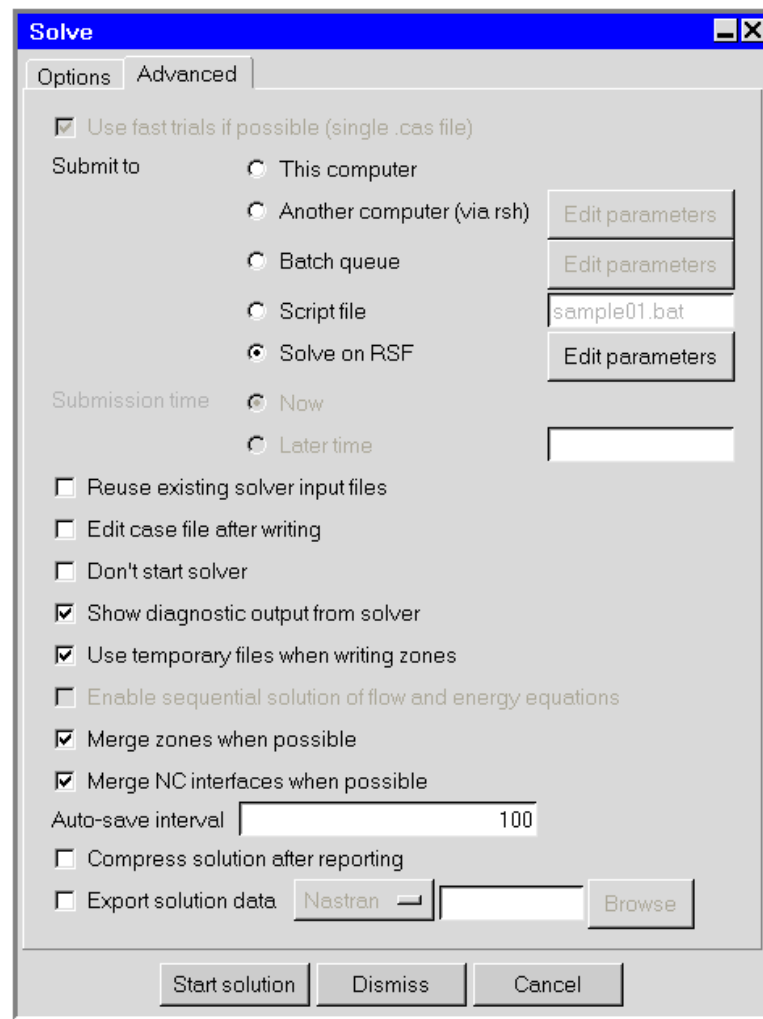 Solve
Options Advanced
Use fast trials if possible (single .cas file)
Submit to This computer
Another computer (via rsh) Edit parameters
Batch queue Edit parameters
Script file sample01.bat
Solve on RSF Edit parameters
Submission time Now
Later time
Reuse existing solver input files
Edit case file after writing
Don't start solver
Show diagnostic output from solver
Use temporary files when writing zones
Enable sequential solution of flow and energy equations
Merge zones when possible
Merge NC interfaces when possible
Auto-save interval 100
Compress solution after reporting
Export solution data Nastran Browse
Start solution Dismiss Cancel